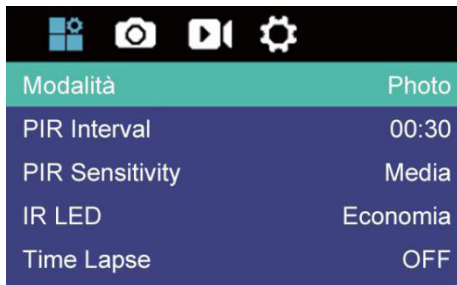 Modalità Photo
PIR Interval 00:30
PIR Sensitivity Media
IR LED Economia
Time Lapse OFF